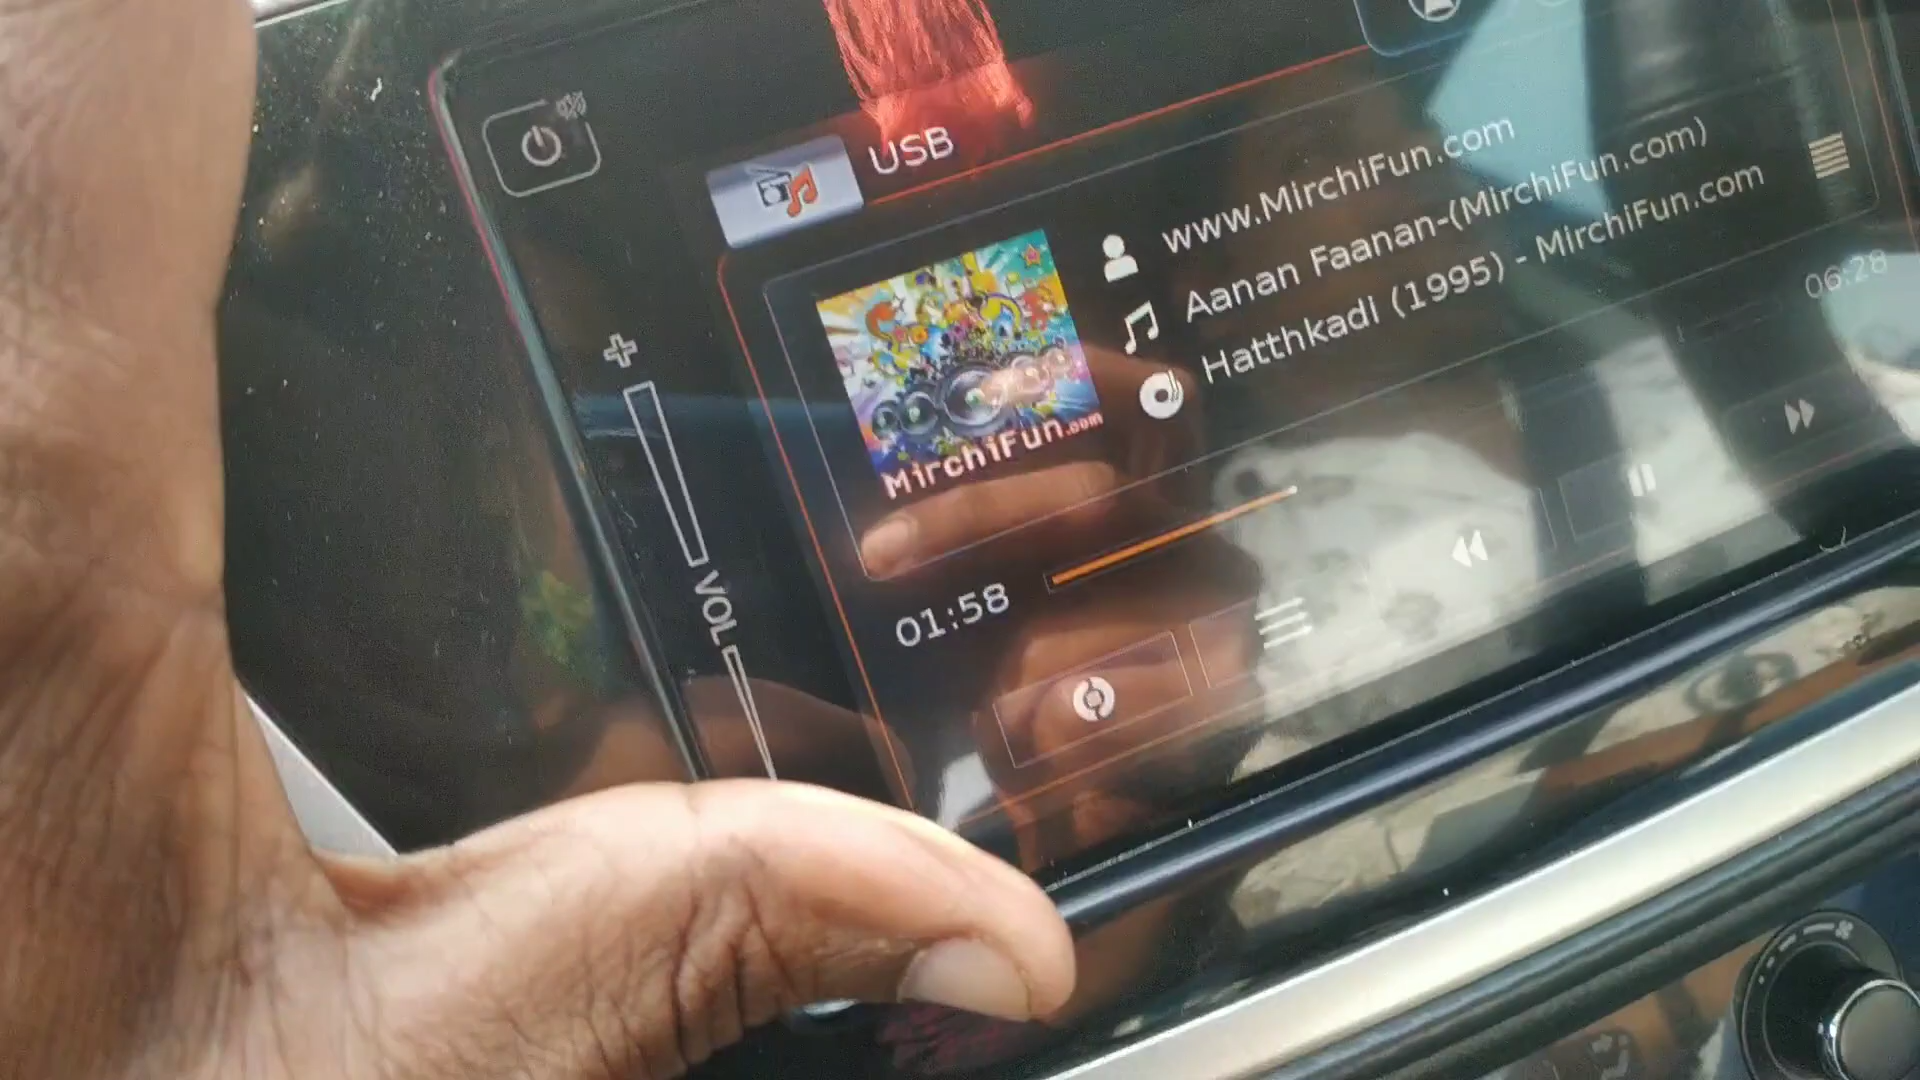 USB
www.MirchiFun.com
Aanan Faanan-(MirchiFun.com)
Hatthkadi (1995) - MirchiFun.com
MirchiFun.com
06:28
01:58
VOL